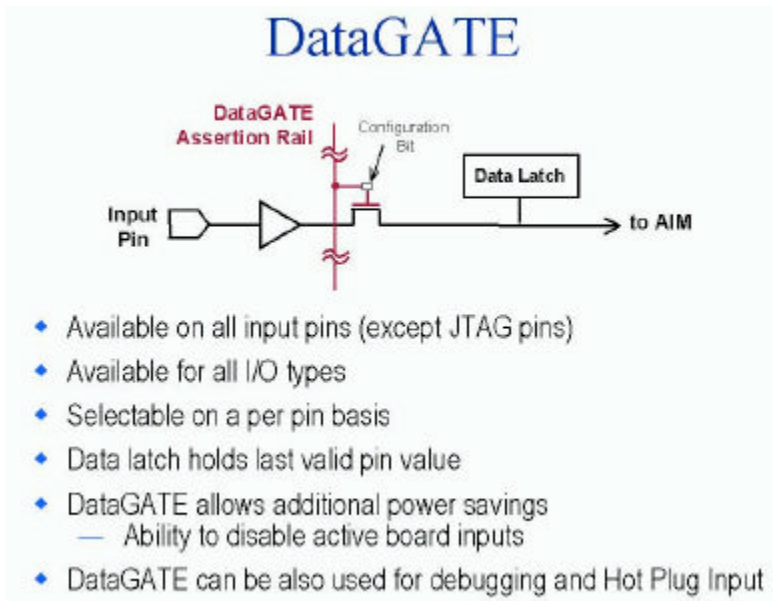 DataGATE
DataGATE
Assertion Rail
Configuration
Bit
Data Latch
Input
Pin
to AIM
Available on all input pins (except JTAG pins)
Available for all I/O types
Selectable on a per pin basis
Data latch holds last valid pin value
DataGATE allows additional power savings
— Ability to disable active board inputs
DataGATE can be also used for debugging and Hot Plug Input